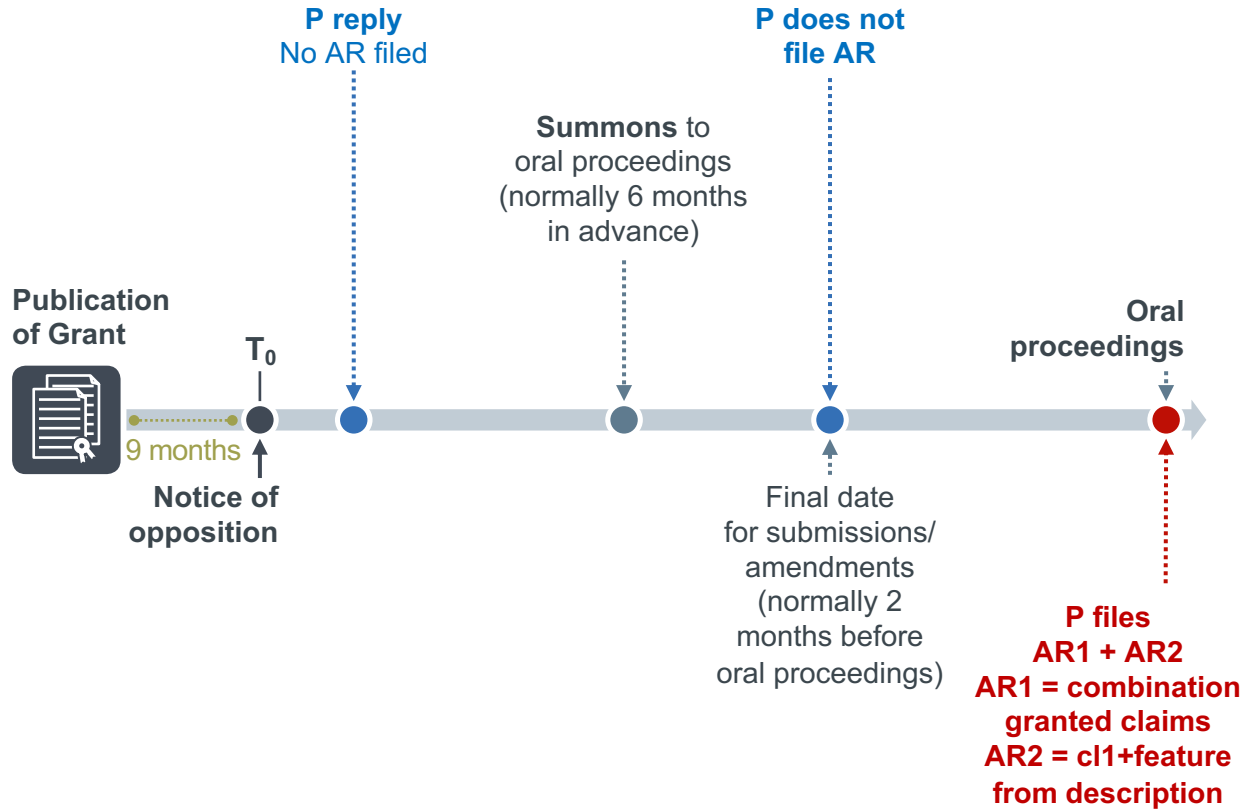 P reply
No AR filed
P does not
file AR
Summons to
oral proceedings
(normally 6 months
in advance)
Publication
of Grant
T₀
Oral
proceedings
9 months
Notice of
opposition
Final date
for submissions/
amendments
(normally 2
months before
oral proceedings)
P files
AR1 + AR2
AR1 = combination
granted claims
AR2 = cl1+feature
from description